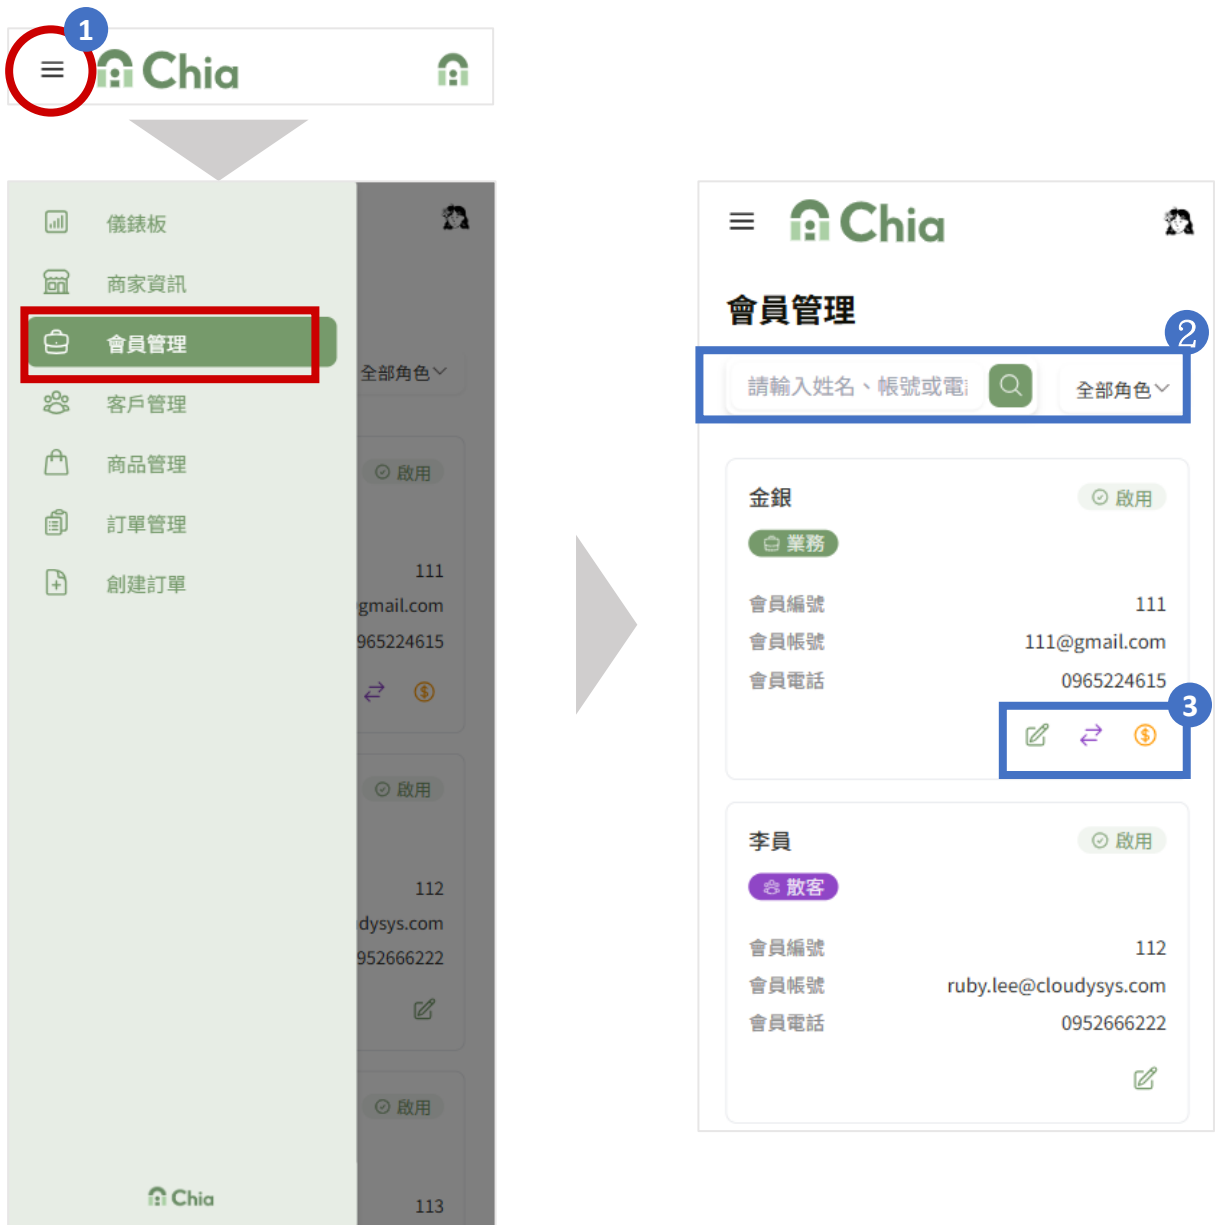 1
Chia
儀錶板
商家資訊
會員管理
客戶管理
商品管理
訂單管理
創建訂單
全部角色
啟用
111
gmail.com
965224615
啟用
112
dysys.com
952666222
啟用
113
Chia
Chia
會員管理
2
請輸入姓名、帳號或電
全部角色
金銀
啟用
業務
會員編號 111
會員帳號 111@gmail.com
會員電話 0965224615
3
李員
啟用
散客
會員編號 112
會員帳號 ruby.lee@cloudysys.com
會員電話 0952666222